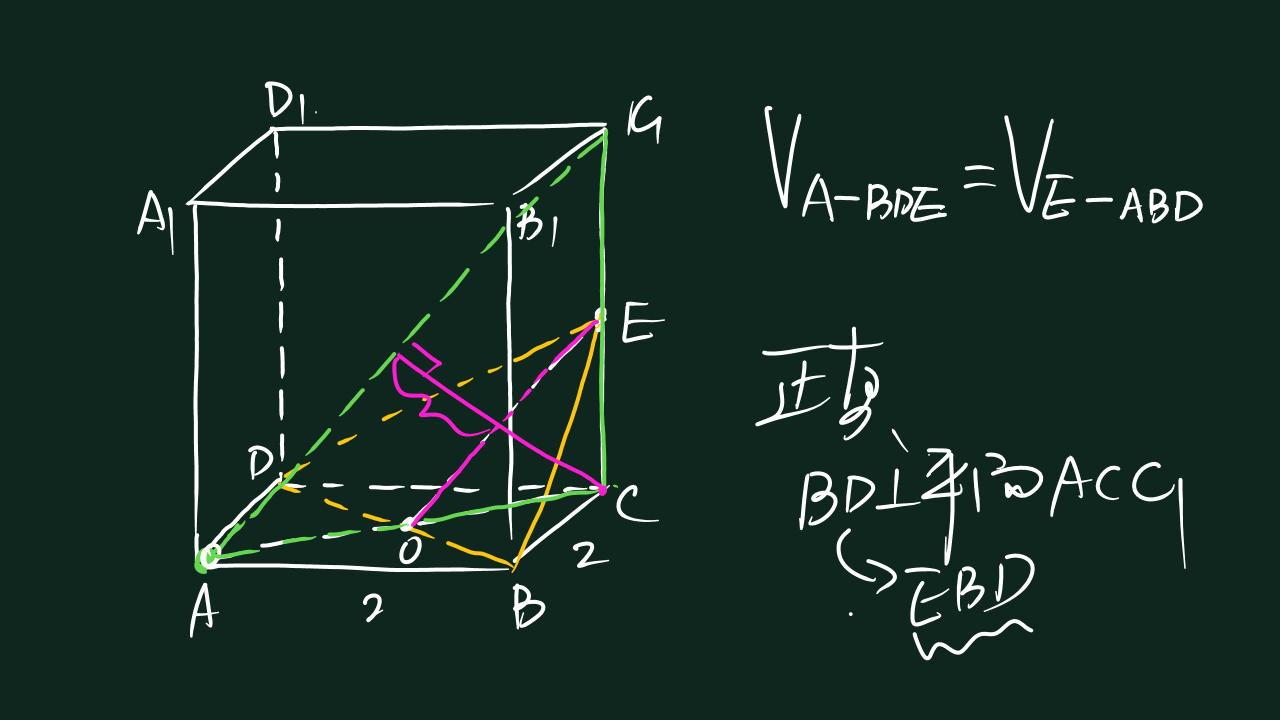 D₁
C₁
A₁
B₁
V_{A-BDE} = V_{E-ABD}
E
正加
D
BD⊥平面ACC₁
C
O
2
EBD
A
2
B